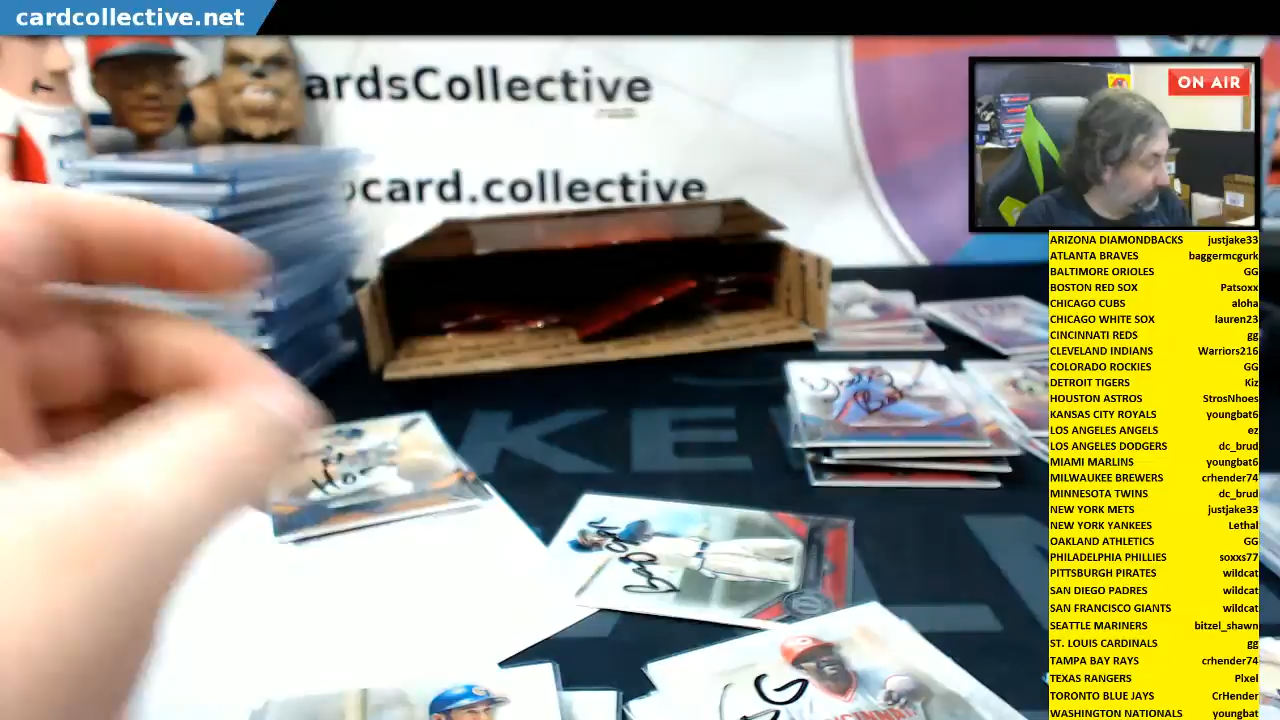 cardcollective.net
ardsCollective
ocard.collective
ON AIR
ARIZONA DIAMONDBACKS justjake33
ATLANTA BRAVES baggermcgurk
BALTIMORE ORIOLES GG
BOSTON RED SOX Patsoxx
CHICAGO CUBS aloha
CHICAGO WHITE SOX lauren23
CINCINNATI REDS gg
CLEVELAND INDIANS Warriors216
COLORADO ROCKIES GG
DETROIT TIGERS Kiz
HOUSTON ASTROS StrosNhoes
KANSAS CITY ROYALS youngbat6
LOS ANGELES ANGELS ez
LOS ANGELES DODGERS dc_brud
MIAMI MARLINS youngbat6
MILWAUKEE BREWERS crhender74
MINNESOTA TWINS dc_brud
NEW YORK METS justjake33
NEW YORK YANKEES Lethal
OAKLAND ATHLETICS GG
PHILADELPHIA PHILLIES soxxs77
PITTSBURGH PIRATES wildcat
SAN DIEGO PADRES wildcat
SAN FRANCISCO GIANTS wildcat
SEATTLE MARINERS bitzel_shawn
ST. LOUIS CARDINALS gg
TAMPA BAY RAYS crhender74
TEXAS RANGERS Pixel
TORONTO BLUE JAYS CrHender
WASHINGTON NATIONALS youngbat
KE
GG
CINCINNATI